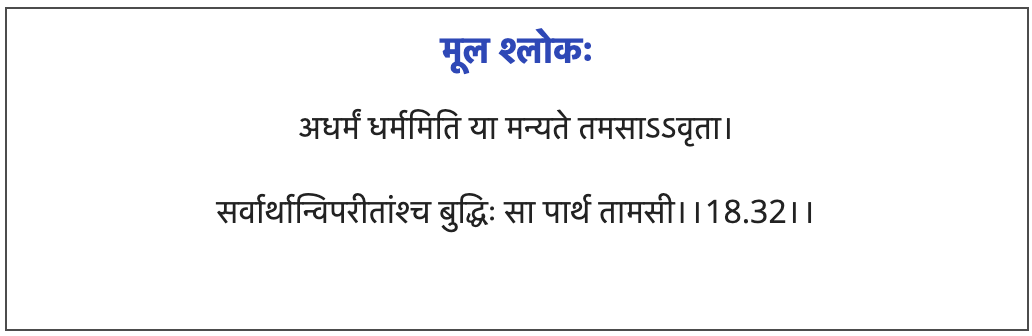 मूल श्लोकः
अधर्मं धर्ममिति या मन्यते तमसाऽऽवृता।
सर्वार्थान्विपरीतांश्च बुद्धिः सा पार्थ तामसी।।18.32।।